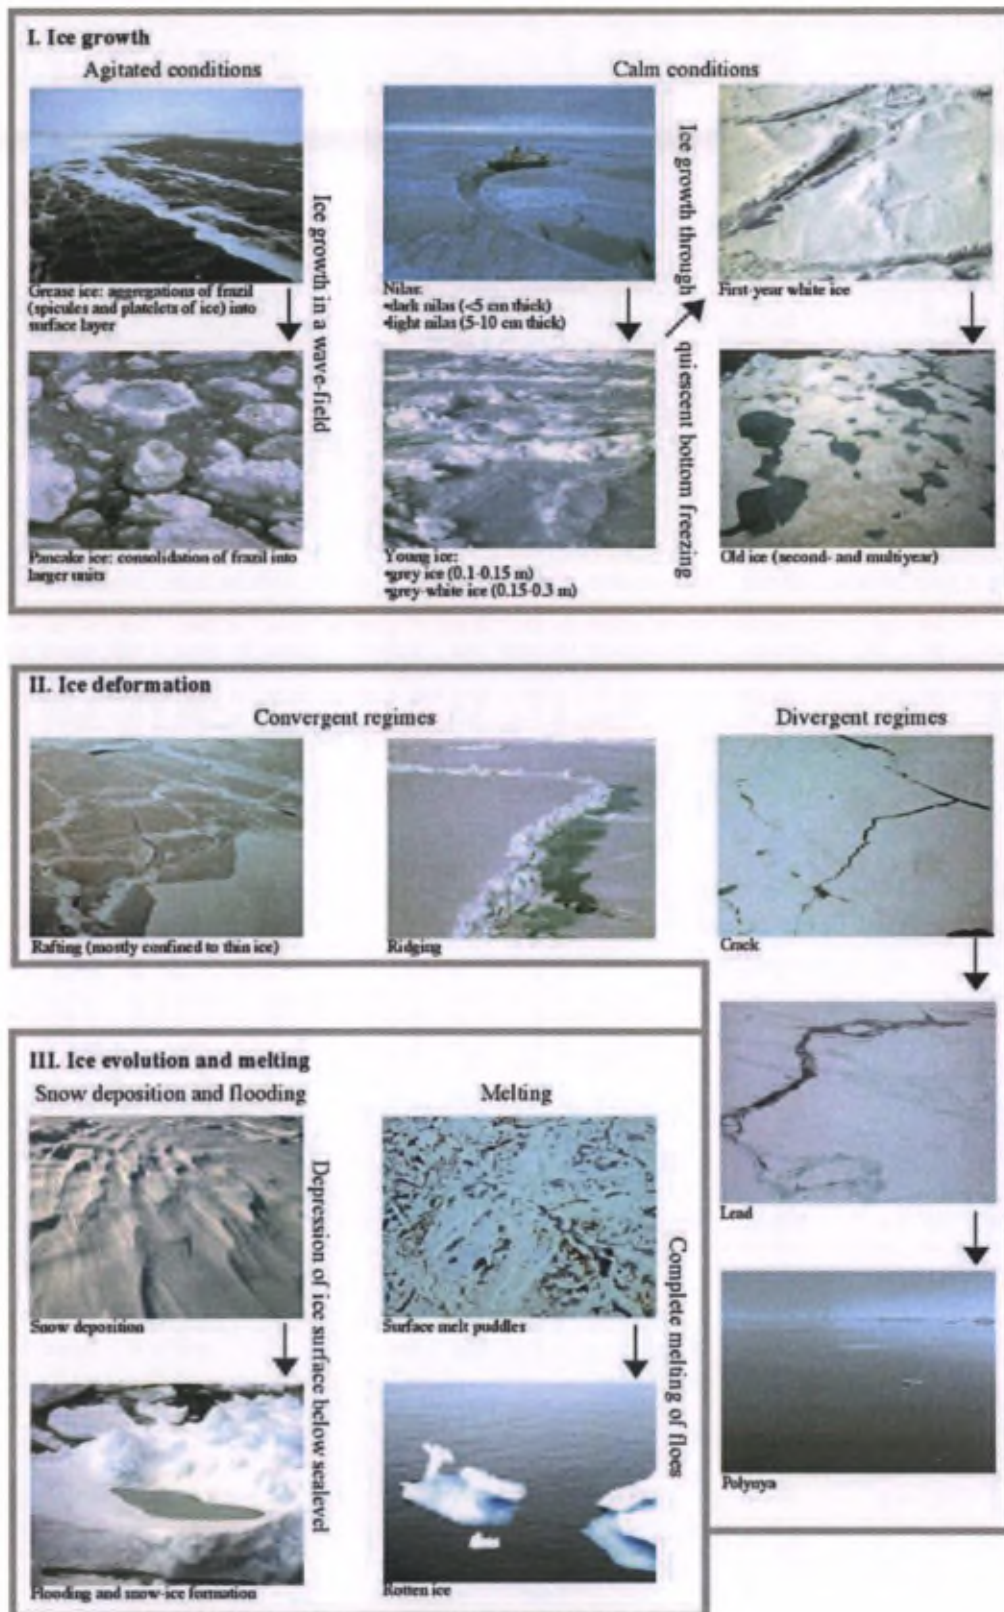 I. Ice growth
Agitated conditions
Calm conditions
Grease ice: aggregations of frazil
(spicules and platelets of ice) into
surface layer
Ice growth in a wave-field
Pancake ice: consolidation of frazil into
larger units
Nilas:
•dark nilas (<5 cm thick)
•light nilas (5-10 cm thick)
Young ice:
•grey ice (0.1-0.15 m)
•grey-white ice (0.15-0.3 m)
Ice growth through
quiescent bottom freezing
First-year white ice
Old ice (second- and multiyear)
II. Ice deformation
Convergent regimes
Divergent regimes
Rafting (mostly confined to thin ice)
Ridging
Crack
Lead
Polynya
III. Ice evolution and melting
Snow deposition and flooding
Melting
Snow deposition
Depression of ice surface below sealevel
Flooding and snow-ice formation
Surface melt puddles
Complete melting of floes
Rotten ice